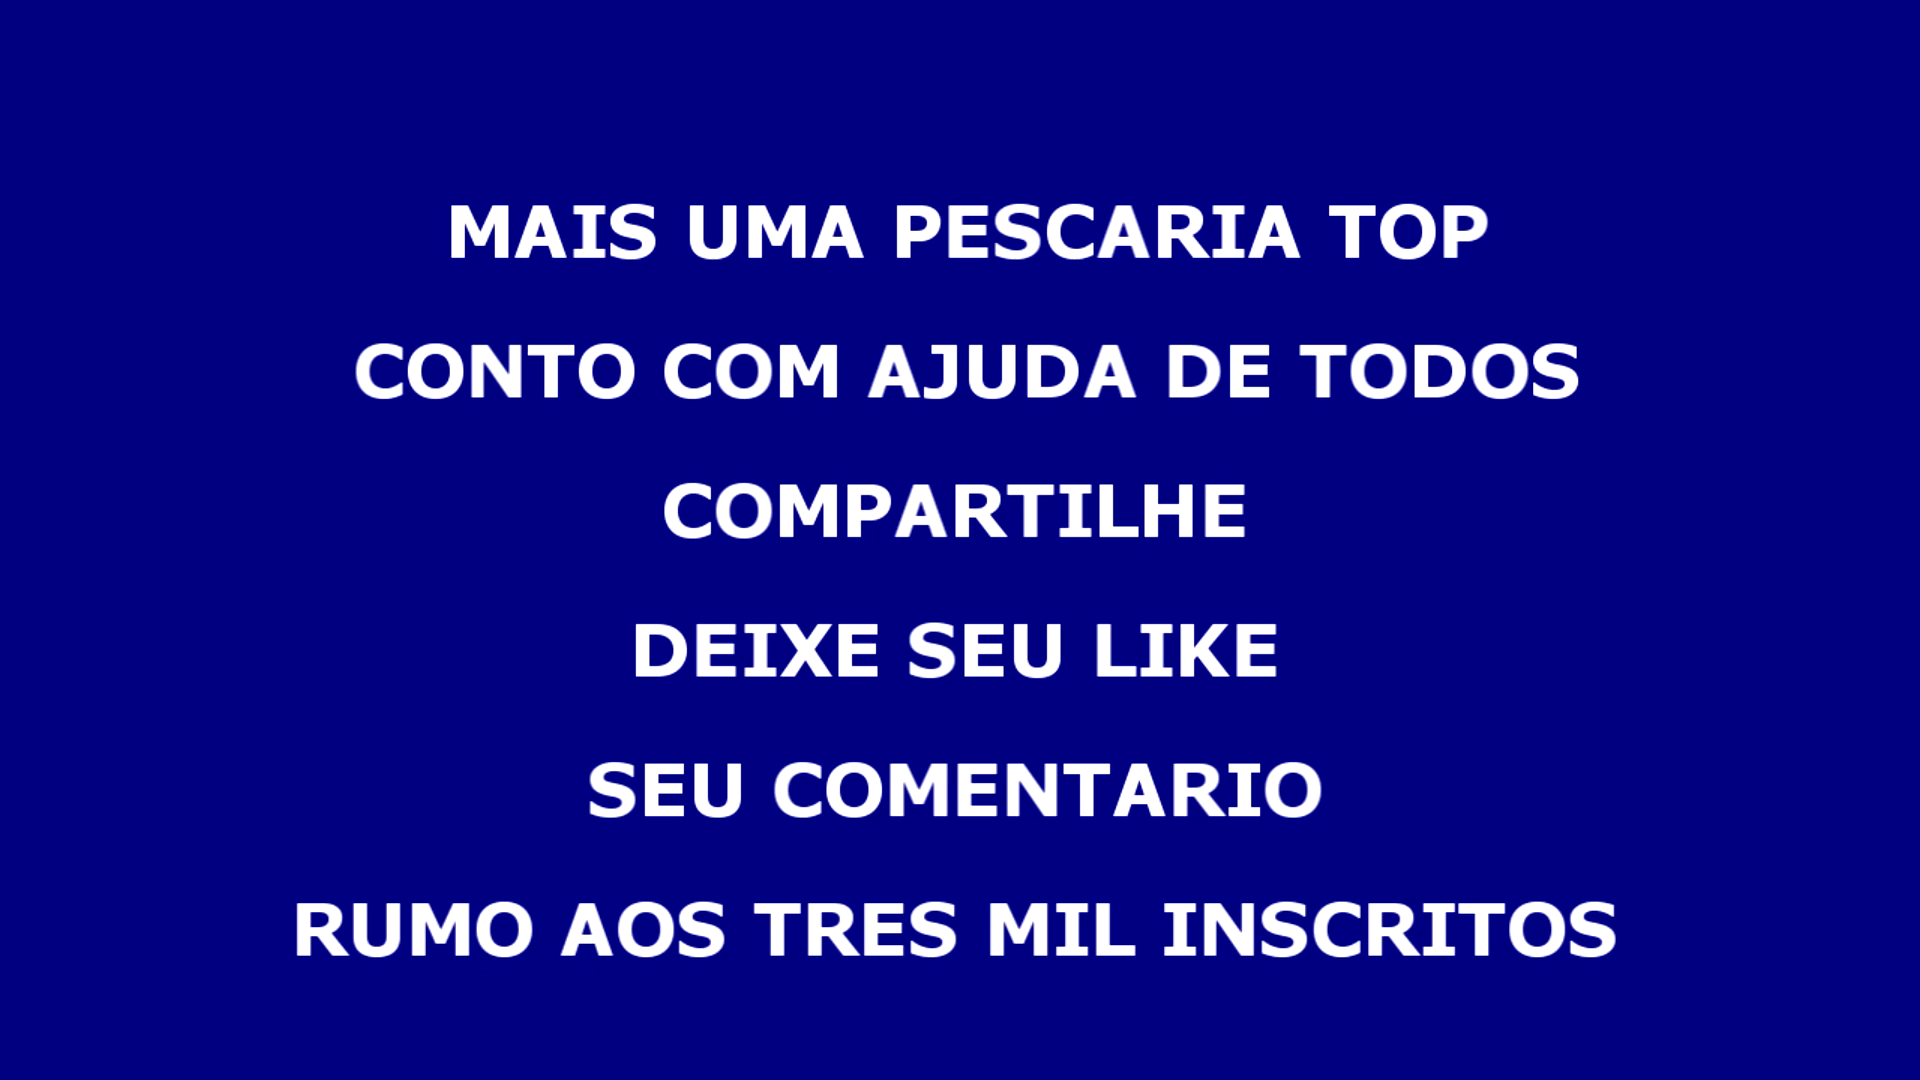 MAIS UMA PESCARIA TOP
CONTO COM AJUDA DE TODOS
COMPARTILHE
DEIXE SEU LIKE
SEU COMENTARIO
RUMO AOS TRES MIL INSCRITOS